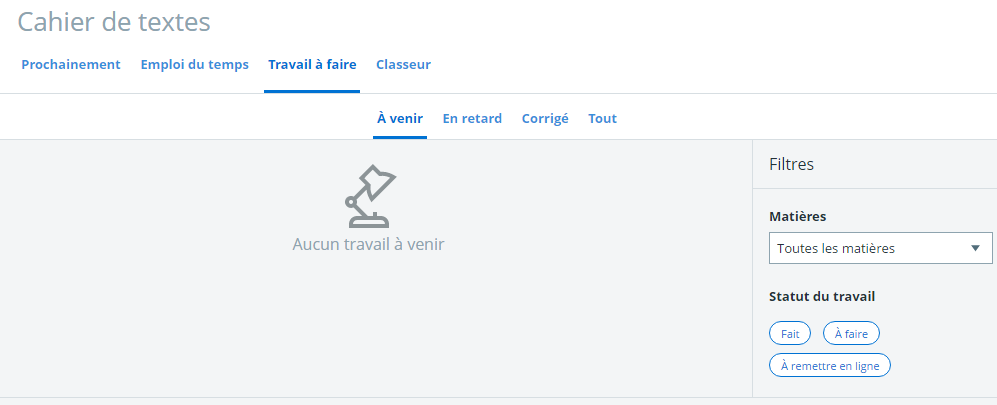 Cahier de textes
Prochainement Emploi du temps Travail à faire Classeur
À venir En retard Corrigé Tout
Aucun travail à venir
Filtres
Matières
Toutes les matières
Statut du travail
Fait À faire
À remettre en ligne